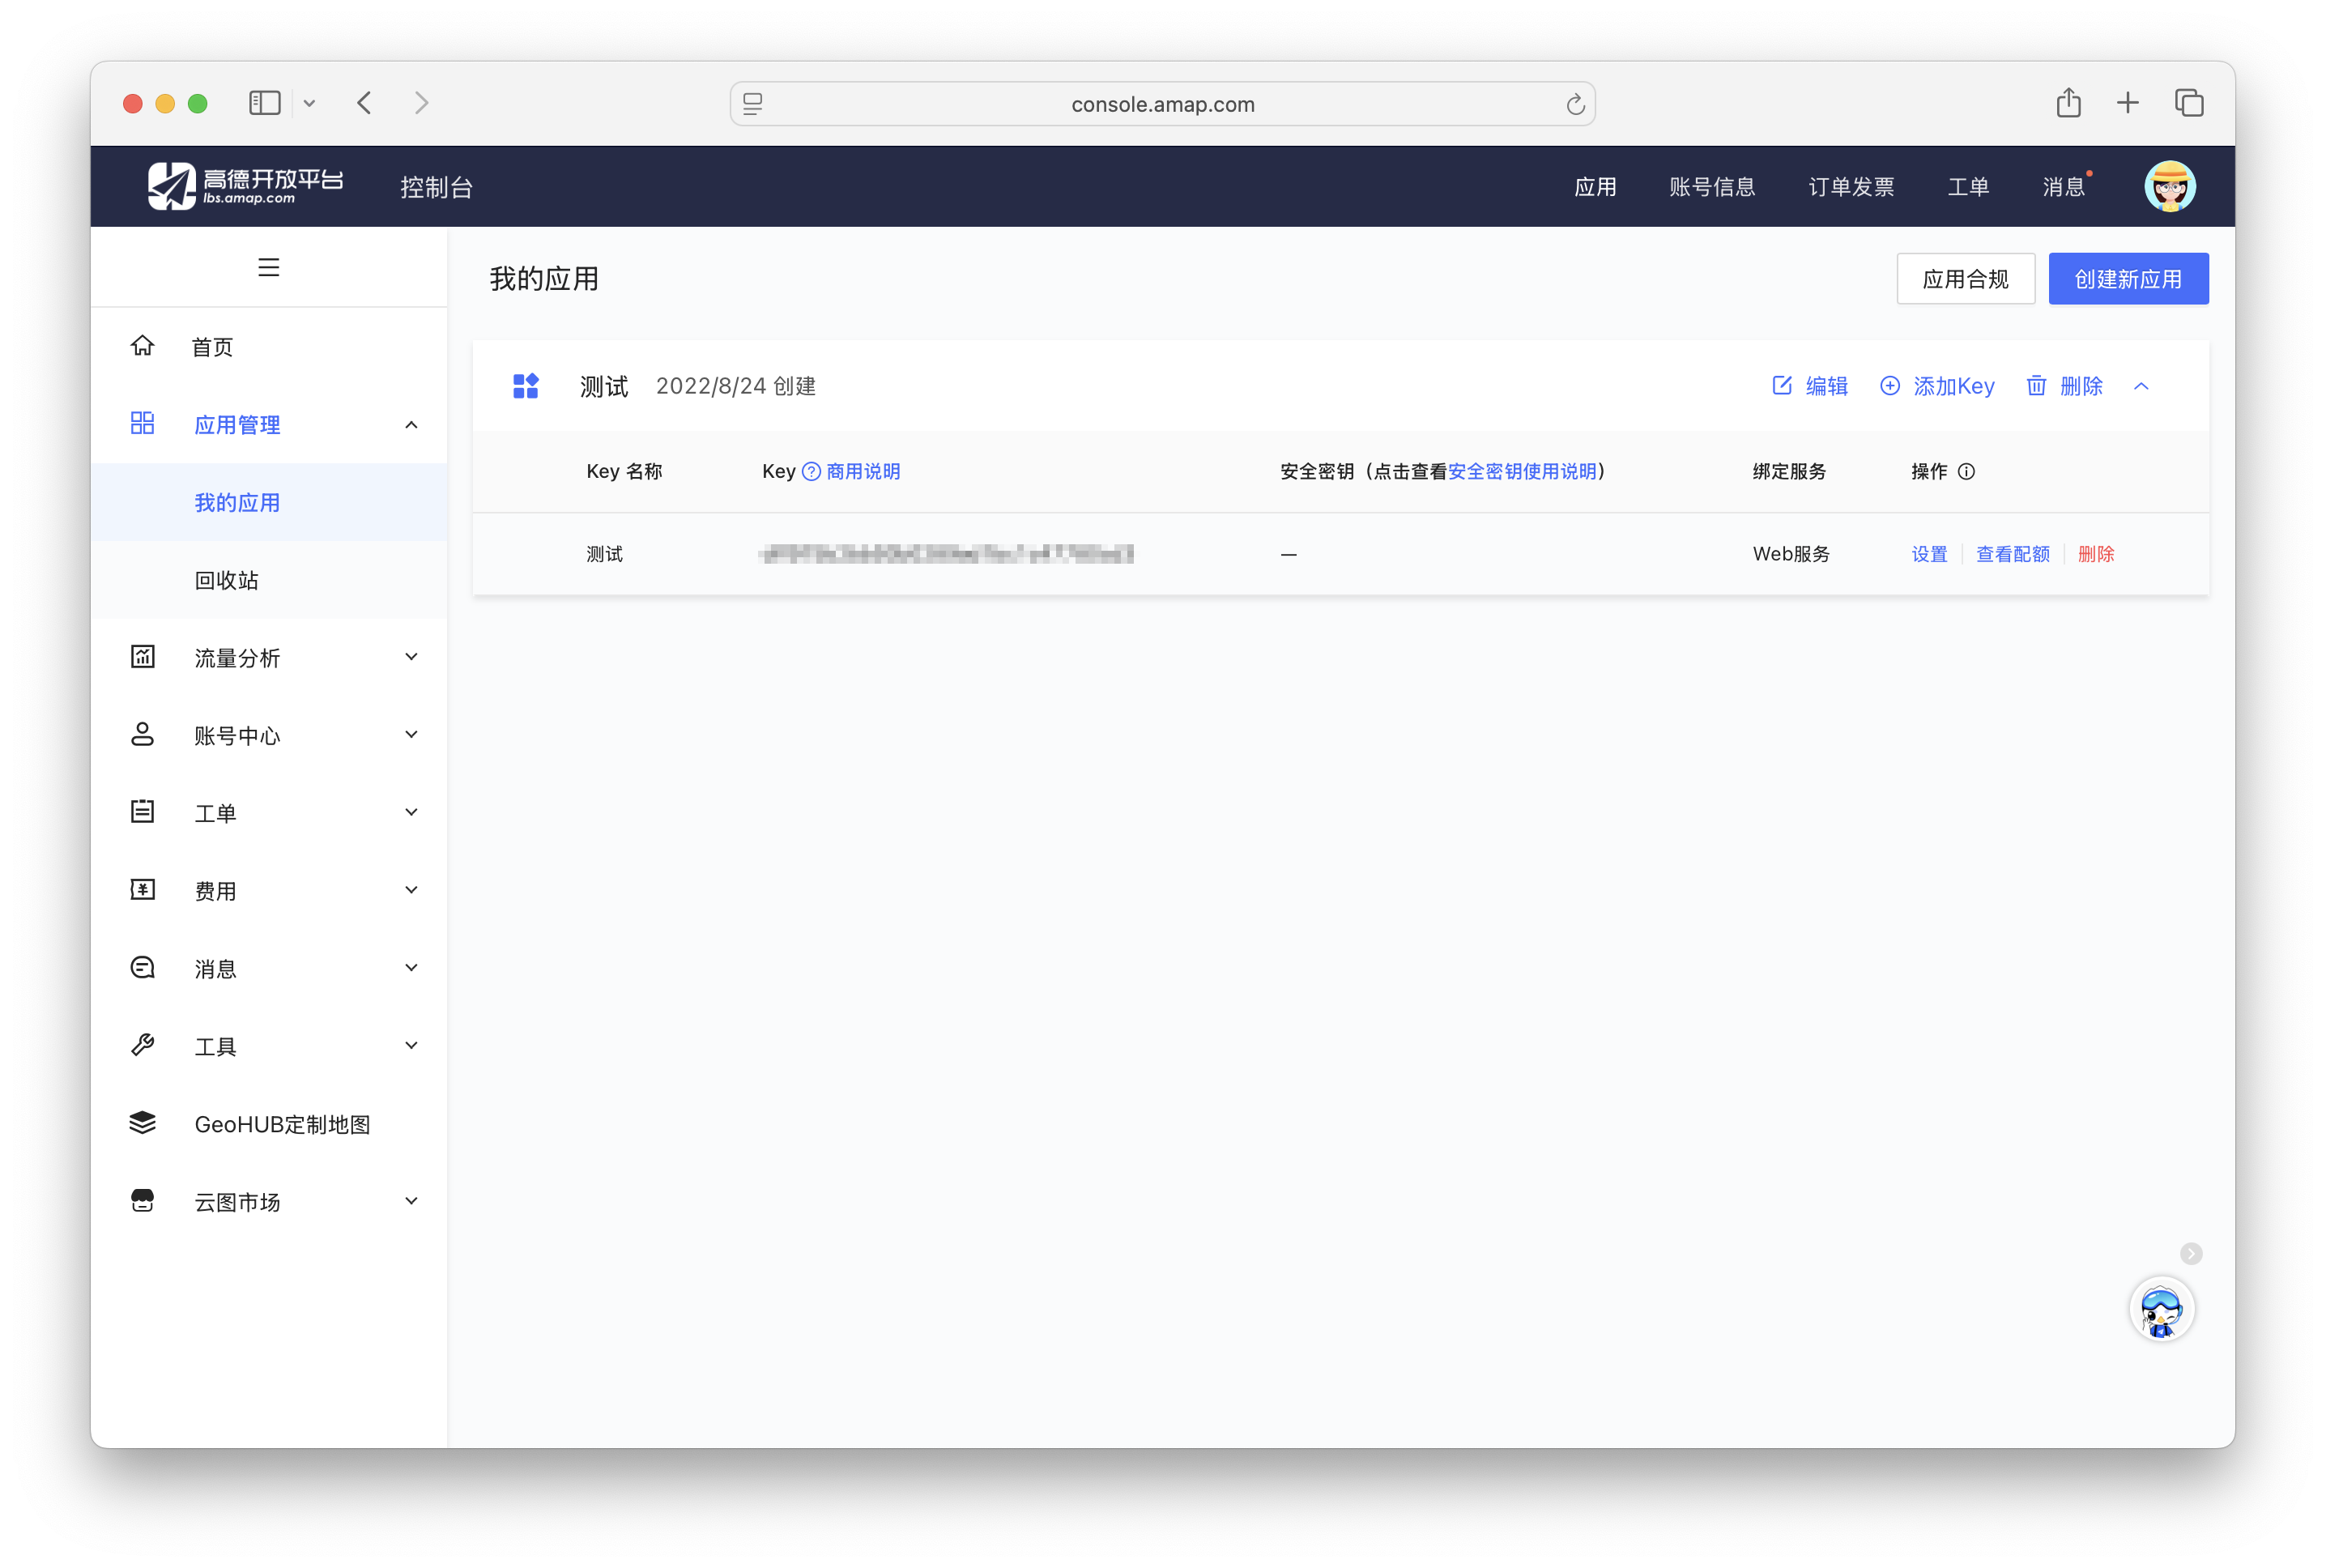 console.amap.com
高德开放平台
lbs.amap.com
控制台
应用 账号信息 订单发票 工单 消息
我的应用 应用合规 创建新应用
首页
应用管理
我的应用
回收站
流量分析
账号中心
工单
费用
消息
工具
GeoHUB定制地图
云图市场
测试 2022/8/24 创建 编辑 添加Key 删除
Key 名称 Key 商用说明 安全密钥（点击查看安全密钥使用说明） 绑定服务 操作
测试 — Web服务 设置 查看配额 删除